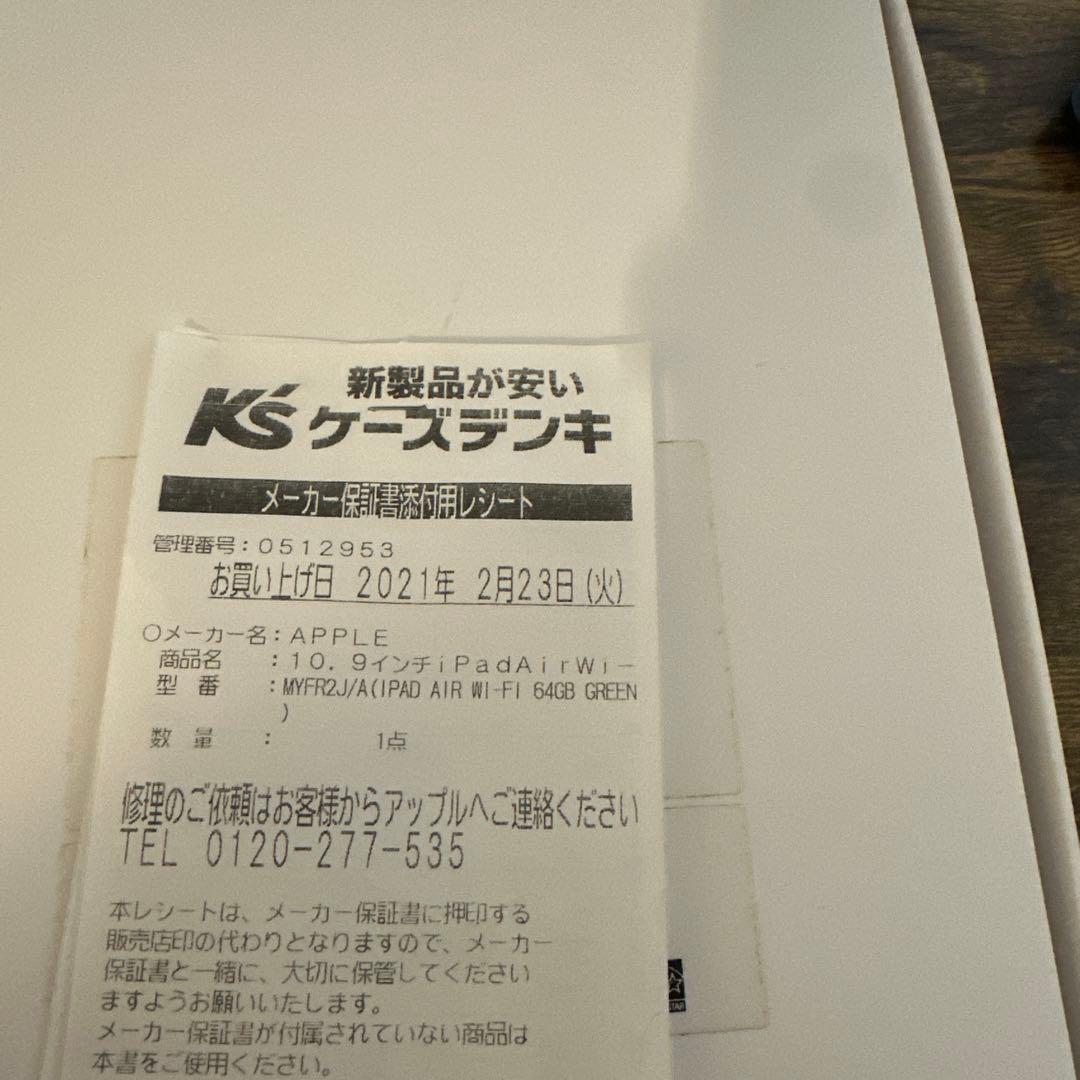 新製品が安い
K'sケーズデンキ
メーカー保証書添付用レシート
管理番号：0512953
お買い上げ日 2021年 2月23日(火)
○メーカー名：APPLE
商品名 ：10．9インチiPadAirWi－
型 番 ：MYFR2J/A(IPAD AIR WI-FI 64GB GREEN
)
数 量 ： 1点
修理のご依頼はお客様からアップルへご連絡ください
TEL 0120-277-535
本レシートは、メーカー保証書に押印する
販売店印の代わりとなりますので、メーカー
保証書と一緒に、大切に保管してください
ますようお願いいたします。
メーカー保証書が付属されていない商品は
本書をご使用ください。